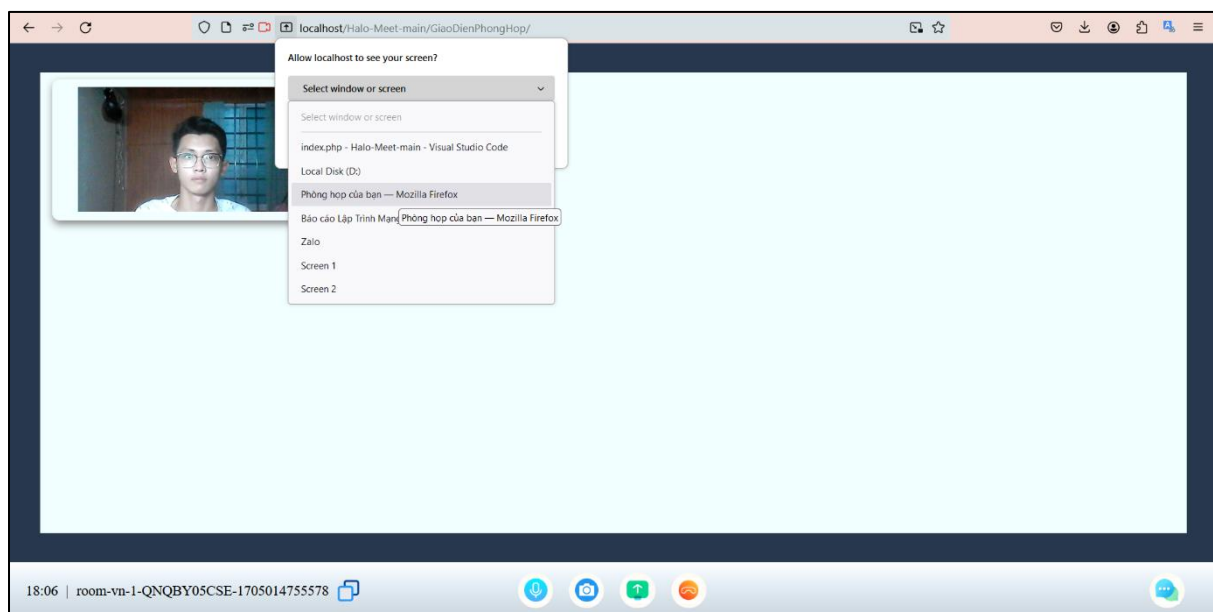 localhost/Halo-Meet-main/GiaoDienPhongHop/
Allow localhost to see your screen?
Select window or screen
Select window or screen
index.php - Halo-Meet-main - Visual Studio Code
Local Disk (D:)
Phòng họp của bạn — Mozilla Firefox
Báo cáo Lập Trình Mạng
Phòng họp của bạn — Mozilla Firefox
Zalo
Screen 1
Screen 2
18:06 | room-vn-1-QNQBY05CSE-1705014755578